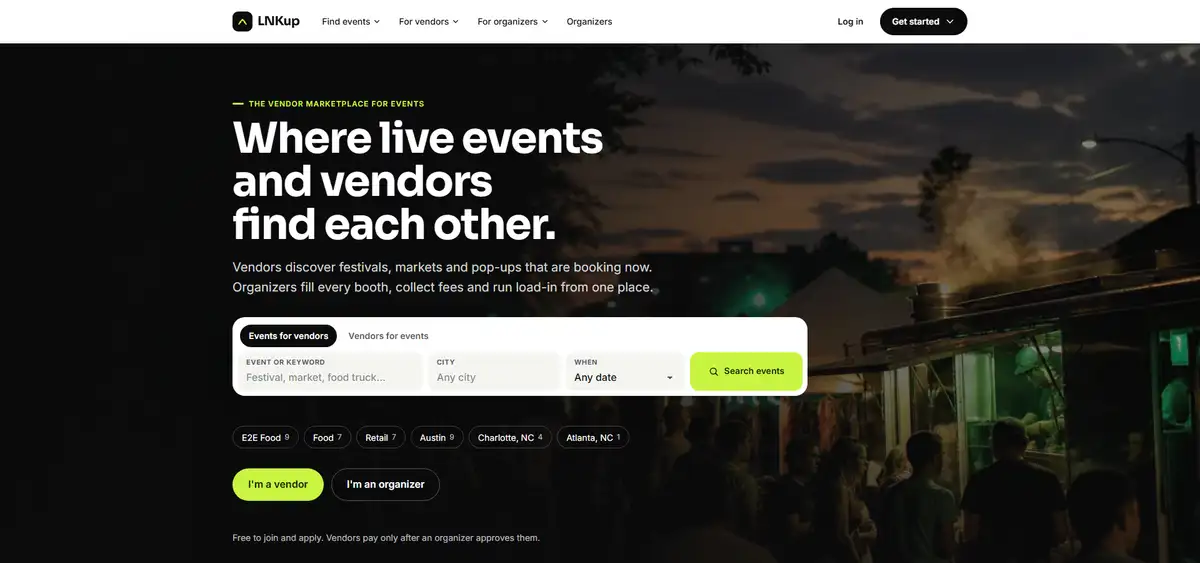 LNKup
Find events
For vendors
For organizers
Organizers
Log in
Get started
THE VENDOR MARKETPLACE FOR EVENTS
Where live events
and vendors
find each other.
Vendors discover festivals, markets and pop-ups that are booking now.
Organizers fill every booth, collect fees and run load-in from one place.
Events for vendors
Vendors for events
EVENT OR KEYWORD
Festival, market, food truck...
CITY
Any city
WHEN
Any date
Search events
E2E Food 9
Food 7
Retail 7
Austin 9
Charlotte, NC 4
Atlanta, NC 1
I'm a vendor
I'm an organizer
Free to join and apply. Vendors pay only after an organizer approves them.